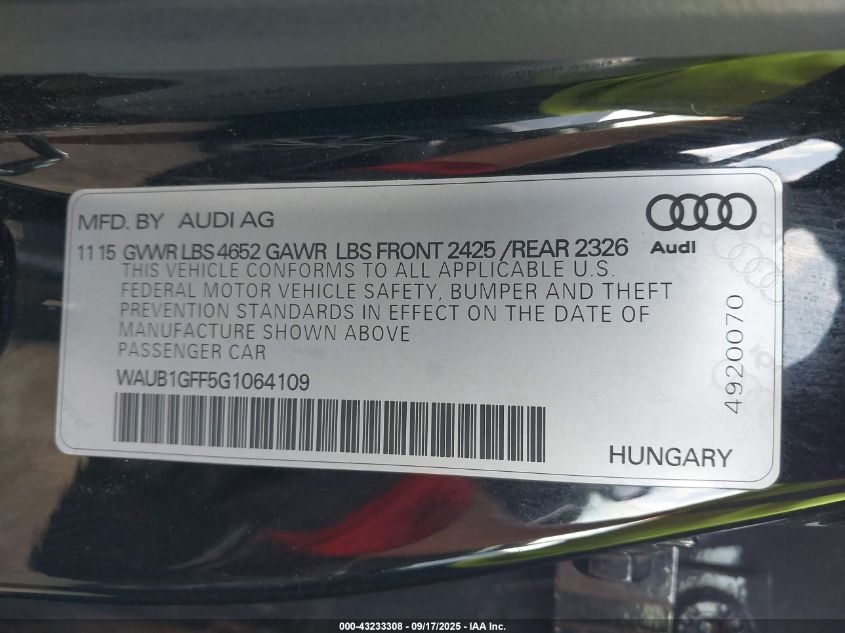 MFD. BY AUDI AG
Audi
11 15 GVWR LBS 4652 GAWR LBS FRONT 2425 /REAR 2326
THIS VEHICLE CONFORMS TO ALL APPLICABLE U.S.
FEDERAL MOTOR VEHICLE SAFETY, BUMPER AND THEFT
PREVENTION STANDARDS IN EFFECT ON THE DATE OF
MANUFACTURE SHOWN ABOVE
PASSENGER CAR
WAUB1GFF5G1064109
4920070
HUNGARY
000-43233308 - 09/17/2025 - IAA Inc.